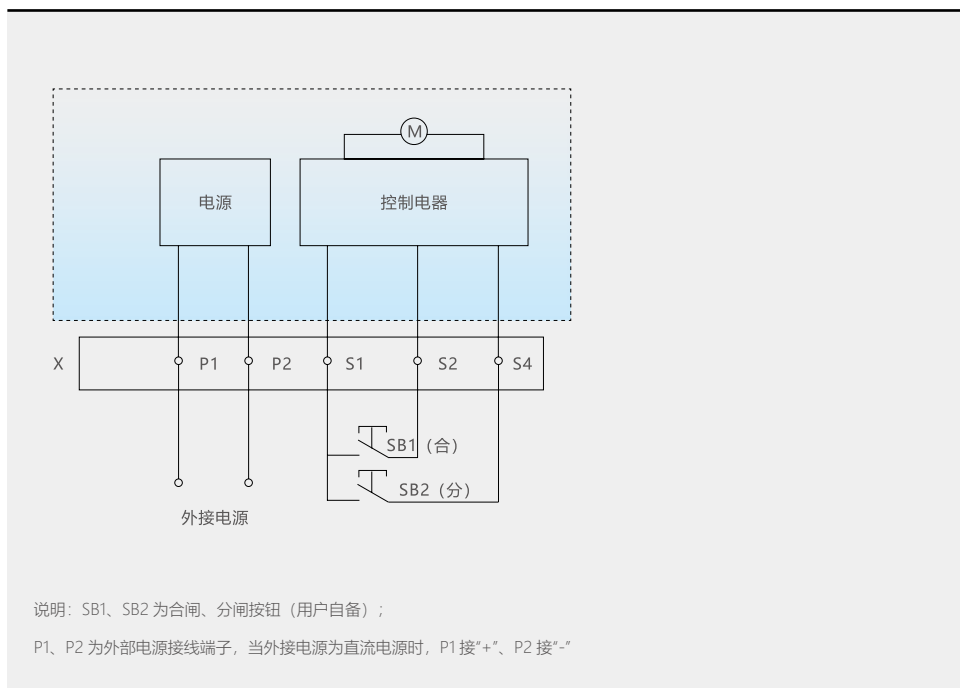 M
电源
控制电器
X
P1
P2
S1
S2
S4
SB1（合）
SB2（分）
外接电源
说明：SB1、SB2 为合闸、分闸按钮（用户自备）；
P1、P2 为外部电源接线端子，当外接电源为直流电源时，P1 接“+”、P2 接“-”